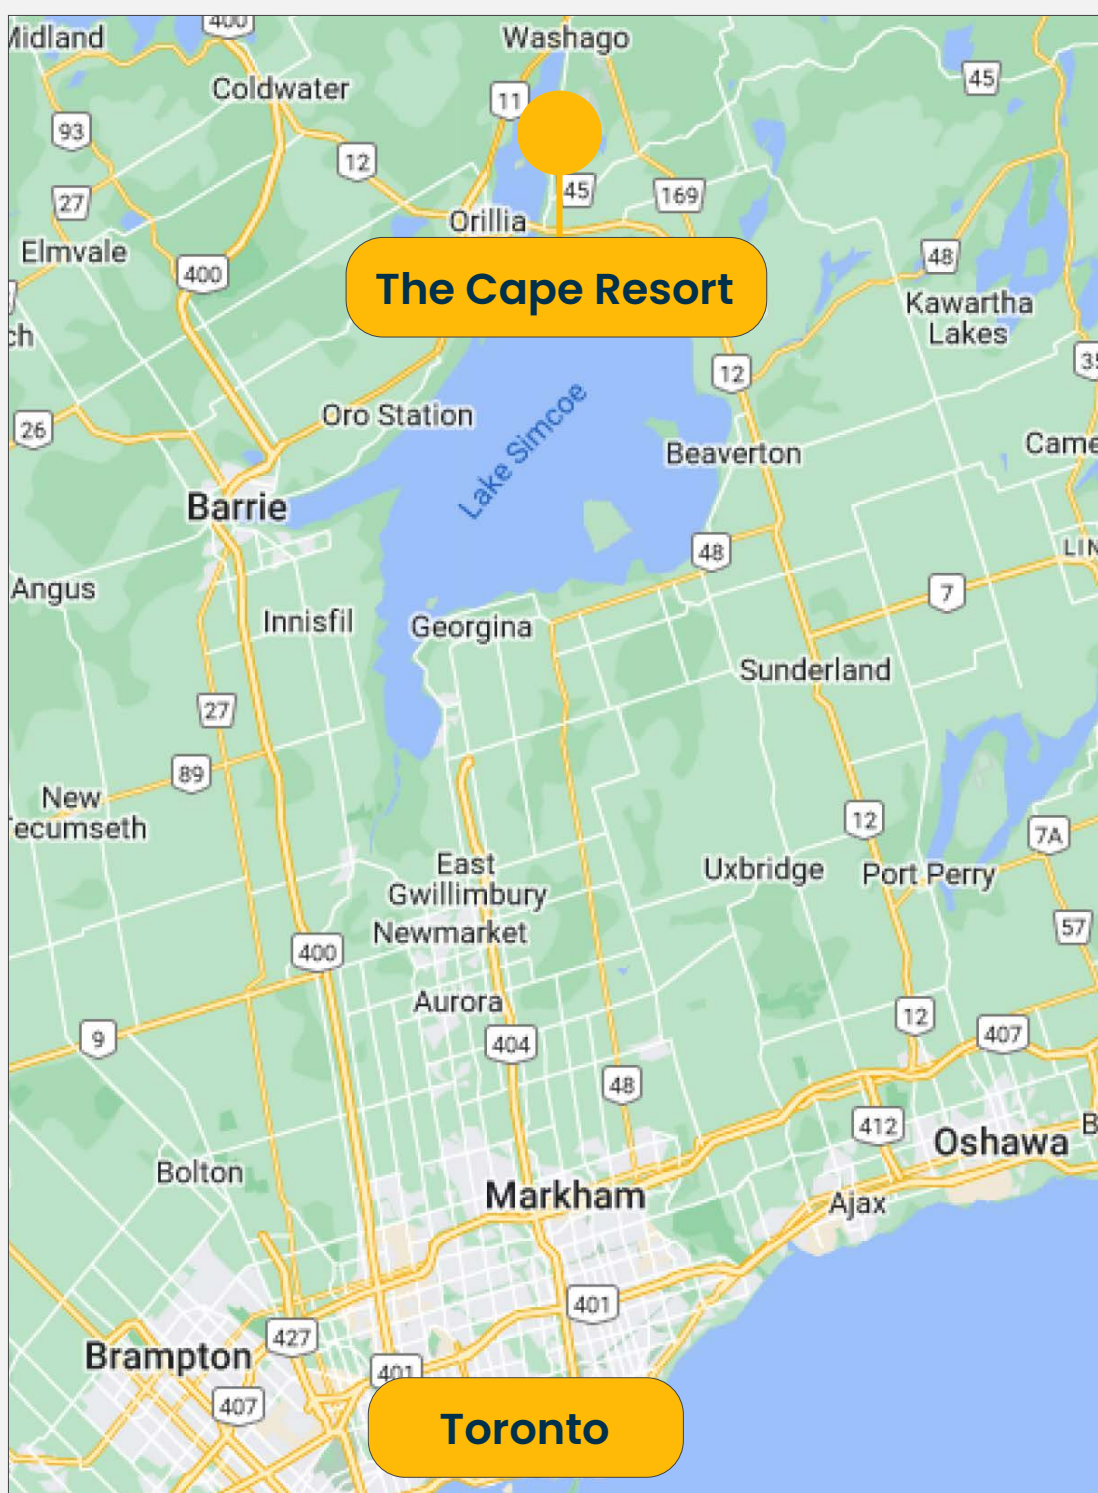 400
Midland
Washago
45
Coldwater
11
93
12
45
169
27
Orillia
Elmvale
48
400
The Cape Resort
Kawartha
Lakes
12
Oro Station
26
Beaverton
Lake Simcoe
Barrie
48
Angus
7
Innisfil
Georgina
Sunderland
27
89
New
12
7A
East
Gwillimbury
Uxbridge
Port Perry
57
Newmarket
400
Aurora
12
9
404
407
48
412
Oshawa
Bolton
Markham
Ajax
401
427
Brampton
401
407
Toronto